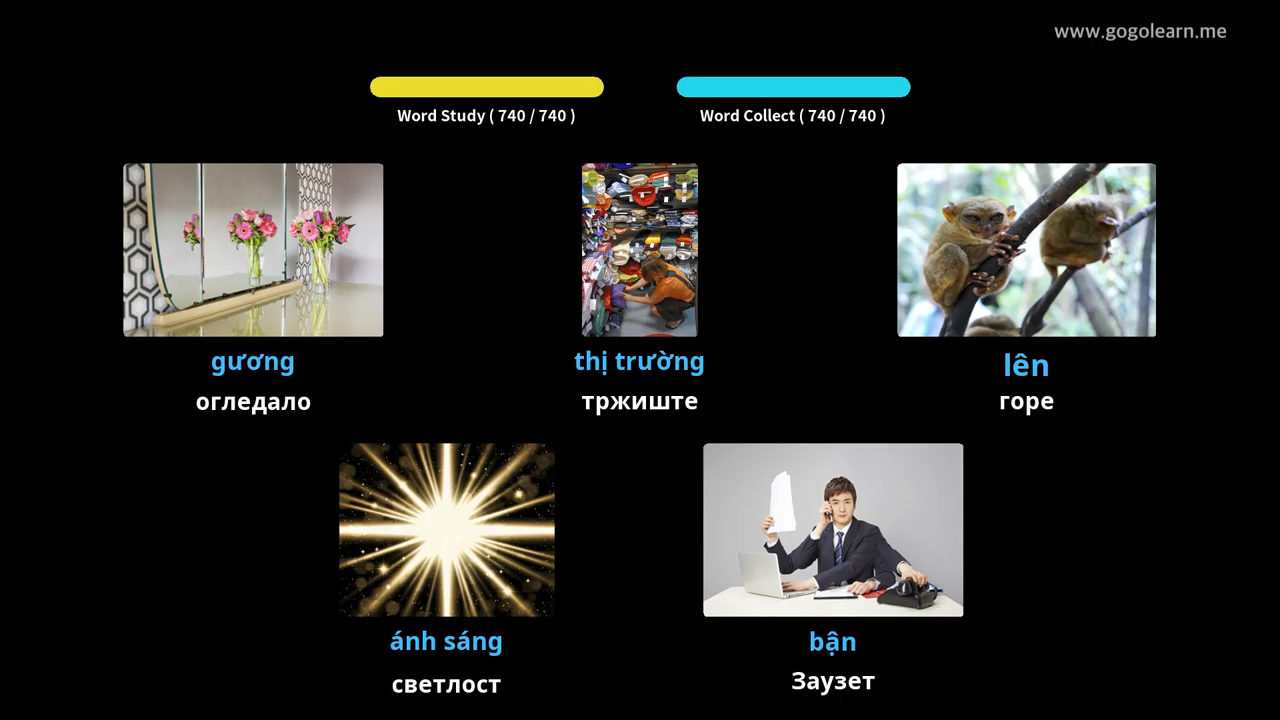 www.gogolearn.me
Word Study ( 740 / 740 )
Word Collect ( 740 / 740 )
gương
огледало
thị trường
тржиште
lên
горе
ánh sáng
светлост
bận
Заузет